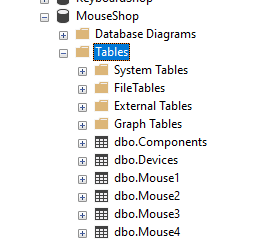 KeyboardShop
MouseShop
Database Diagrams
Tables
System Tables
FileTables
External Tables
Graph Tables
dbo.Components
dbo.Devices
dbo.Mouse1
dbo.Mouse2
dbo.Mouse3
dbo.Mouse4